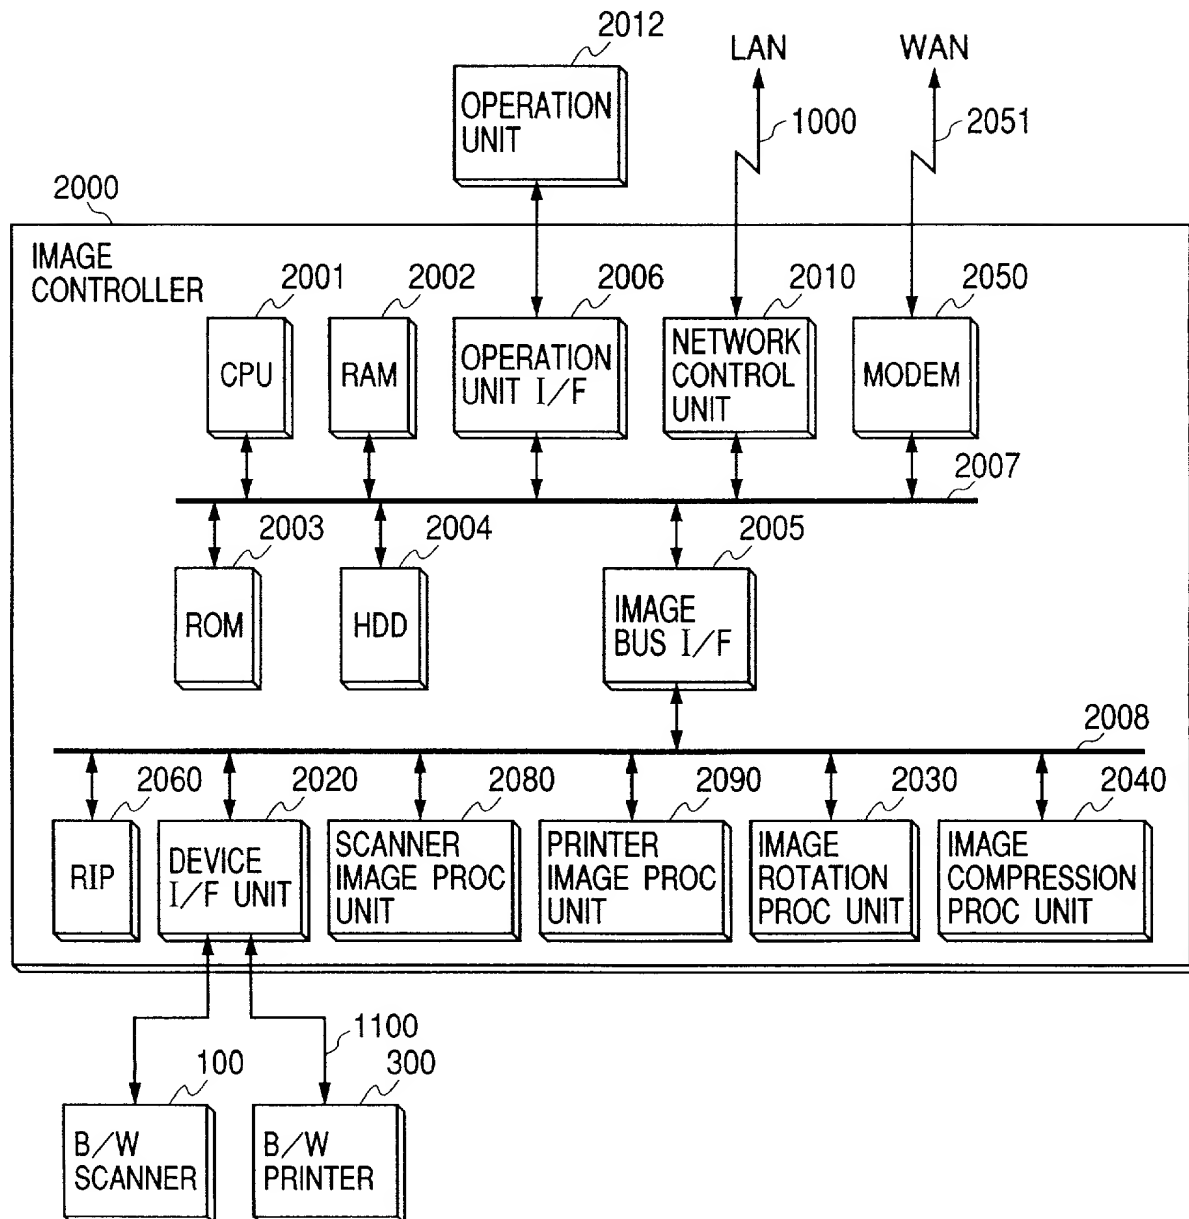 2012
LAN
WAN
OPERATION
UNIT
1000
2051
2000
IMAGE
CONTROLLER
2001
2002
2006
2010
2050
CPU
RAM
OPERATION
UNIT I/F
NETWORK
CONTROL
UNIT
MODEM
2007
2003
2004
2005
ROM
HDD
IMAGE
BUS I/F
2008
2060
2020
2080
2090
2030
2040
RIP
DEVICE
I/F UNIT
SCANNER
IMAGE PROC
UNIT
PRINTER
IMAGE PROC
UNIT
IMAGE
ROTATION
PROC UNIT
IMAGE
COMPRESSION
PROC UNIT
1100
100
300
B/W
SCANNER
B/W
PRINTER